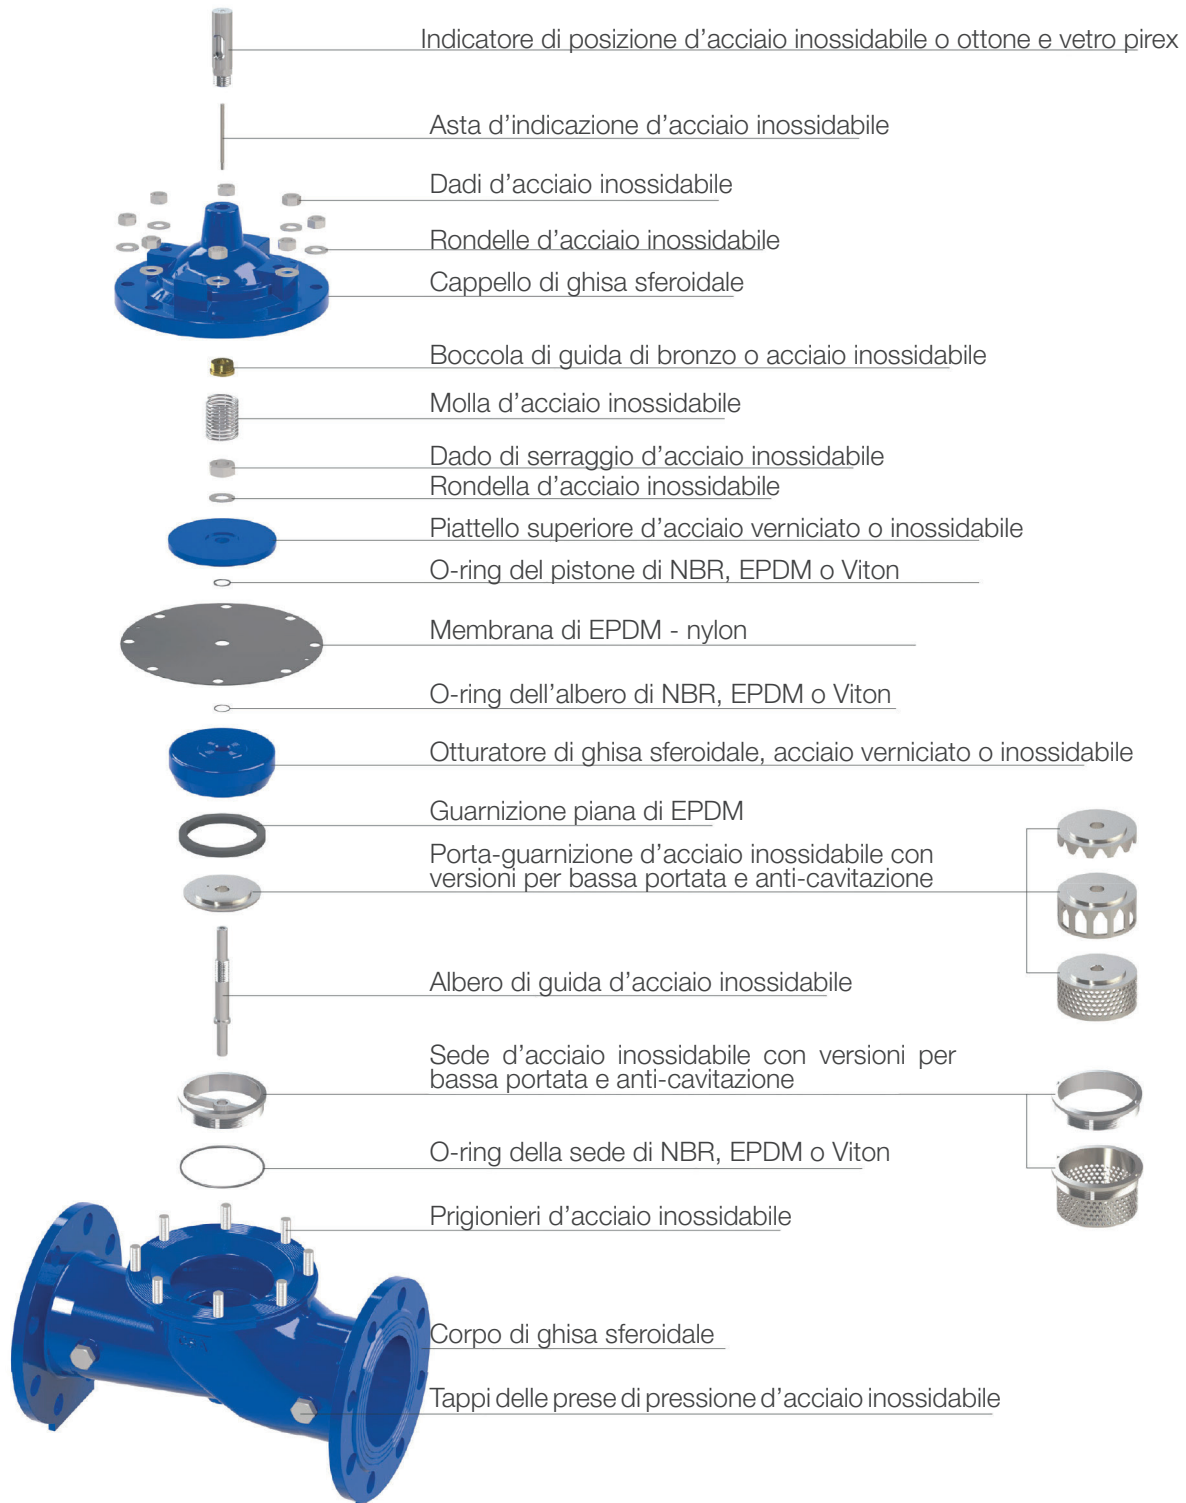 Indicatore di posizione d’acciaio inossidabile o ottone e vetro pirex
Asta d’indicazione d’acciaio inossidabile
Dadi d’acciaio inossidabile
Rondelle d’acciaio inossidabile
Cappello di ghisa sferoidale
Boccola di guida di bronzo o acciaio inossidabile
Molla d’acciaio inossidabile
Dado di serraggio d’acciaio inossidabile
Rondella d’acciaio inossidabile
Piattello superiore d’acciaio verniciato o inossidabile
O-ring del pistone di NBR, EPDM o Viton
Membrana di EPDM - nylon
O-ring dell’albero di NBR, EPDM o Viton
Otturatore di ghisa sferoidale, acciaio verniciato o inossidabile
Guarnizione piana di EPDM
Porta-guarnizione d’acciaio inossidabile con
versioni per bassa portata e anti-cavitazione
Albero di guida d’acciaio inossidabile
Sede d’acciaio inossidabile con versioni per
bassa portata e anti-cavitazione
O-ring della sede di NBR, EPDM o Viton
Prigionieri d’acciaio inossidabile
Corpo di ghisa sferoidale
Tappi delle prese di pressione d’acciaio inossidabile